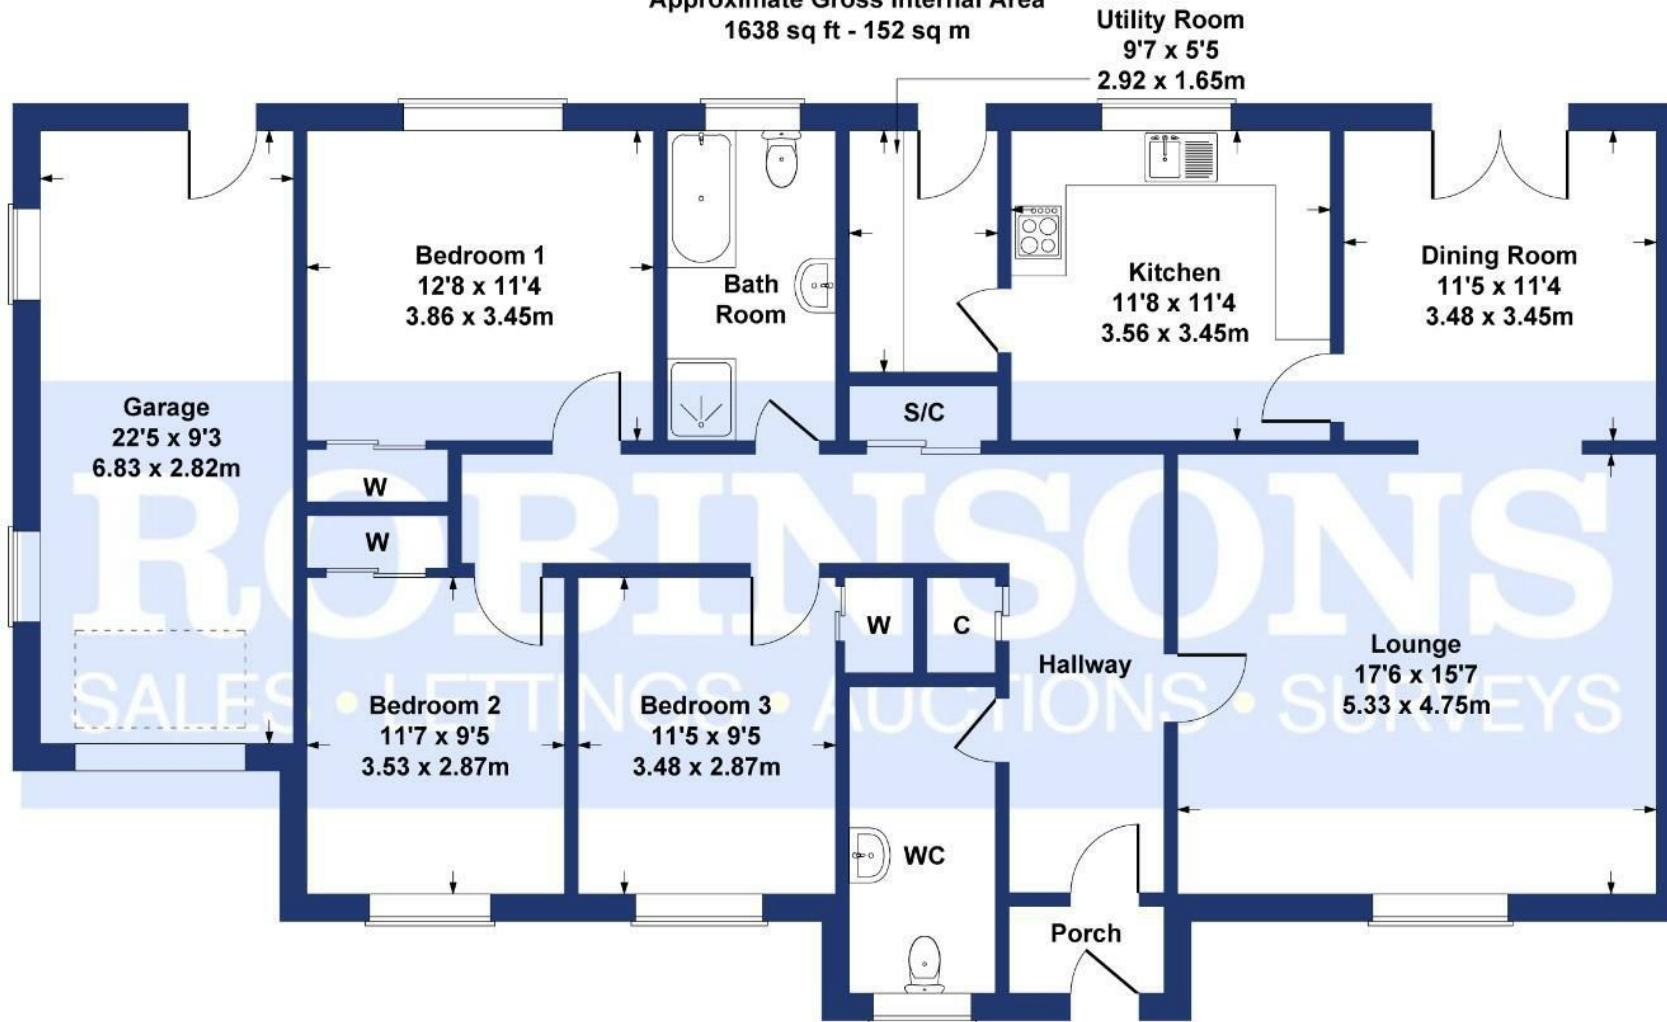 Approximate Gross Internal Area
1638 sq ft - 152 sq m
Utility Room
9'7 x 5'5
2.92 x 1.65m
Bedroom 1
12'8 x 11'4
3.86 x 3.45m
Bath
Room
Kitchen
11'8 x 11'4
3.56 x 3.45m
Dining Room
11'5 x 11'4
3.48 x 3.45m
Garage
22'5 x 9'3
6.83 x 2.82m
S/C
W
W
ROBINSONS
SALES • LETTINGS • AUCTIONS • SURVEYS
W
C
Hallway
Lounge
17'6 x 15'7
5.33 x 4.75m
Bedroom 2
11'7 x 9'5
3.53 x 2.87m
Bedroom 3
11'5 x 9'5
3.48 x 2.87m
WC
Porch